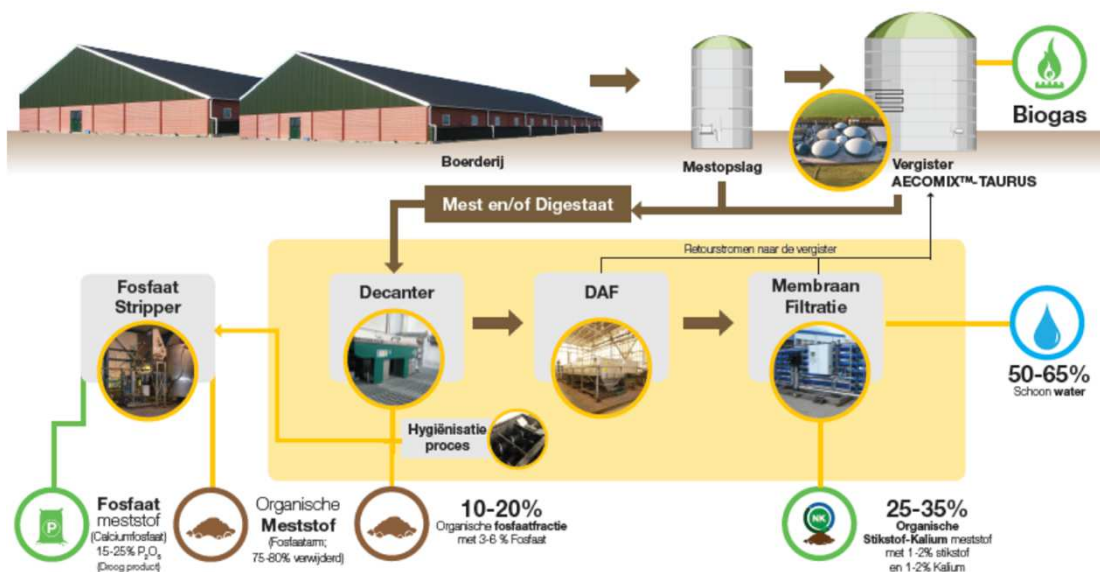 Biogas
Boerderij
Mestopslag
Vergister
AECOMIX™-TAURUS
Mest en/of Digestaat
Retourstromen naar de vergister
Fosfaat
Stripper
Decanter
DAF
Membraan
Filtratie
50-65%
Schoon water
Hygiënisatie
proces
P
Fosfaat
meststof
(Calciumfosfaat)
15-25% P₂O₅
(Droog product)
Organische
Meststof
(Fosfaatarm;
75-80% verwijderd)
10-20%
Organische fosfaatfractie
met 3-6 % Fosfaat
NK
25-35%
Organische
Stikstof-Kalium meststof
met 1-2% stikstof
en 1-2% Kalium